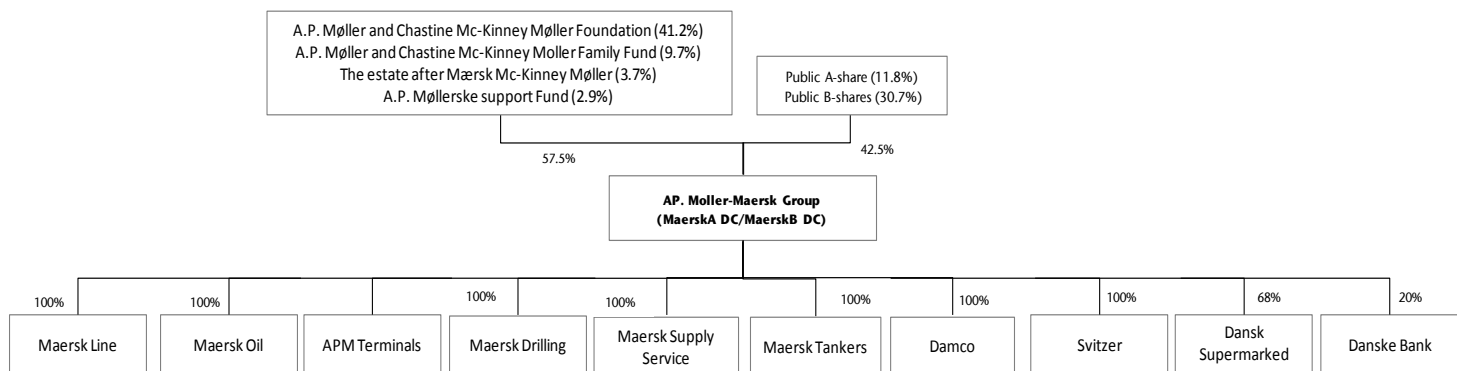 A.P. Møller and Chastine Mc-Kinney Møller Foundation (41.2%)
A.P. Møller and Chastine Mc-Kinney Moller Family Fund (9.7%)
The estate after Mærsk Mc-Kinney Møller (3.7%)
A.P. Møllerske support Fund (2.9%)
Public A-share (11.8%)
Public B-shares (30.7%)
57.5%
42.5%
AP. Moller-Maersk Group
(MaerskA DC/MaerskB DC)
100%
100%
100%
100%
100%
100%
100%
68%
20%
Maersk Line
Maersk Oil
APM Terminals
Maersk Drilling
Maersk Supply
Service
Maersk Tankers
Damco
Svitzer
Dansk
Supermarked
Danske Bank